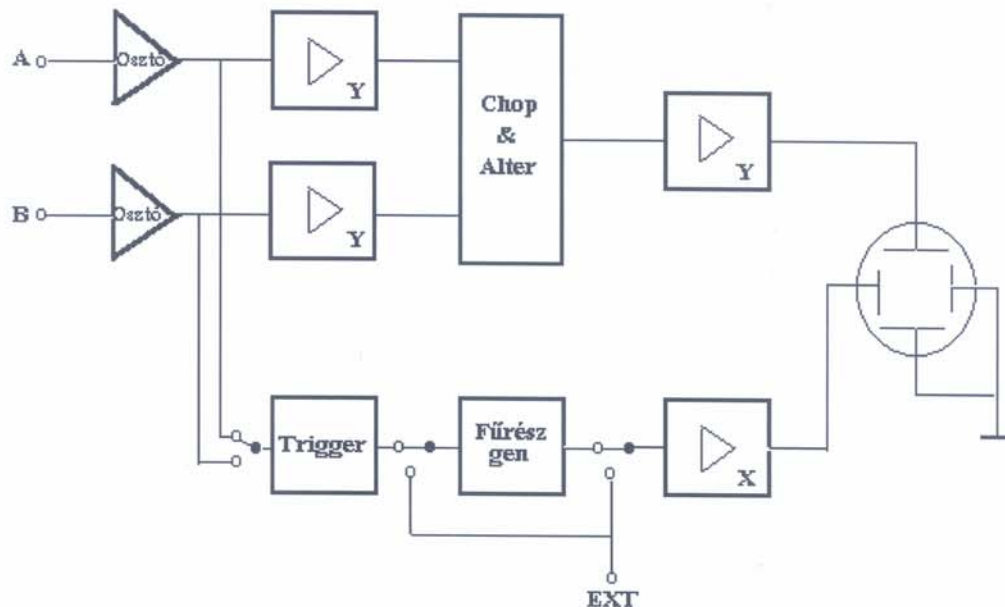 A
Osztó
Y
Chop
&
Alter
Y
B
Osztó
Y
Trigger
Fűrész
gen
X
EXT